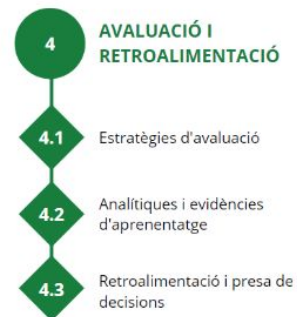 4
AVALUACIÓ I
RETROALIMENTACIÓ
4.1
Estratègies d'avaluació
4.2
Analítiques i evidències
d'aprenentatge
4.3
Retroalimentació i presa de
decisions